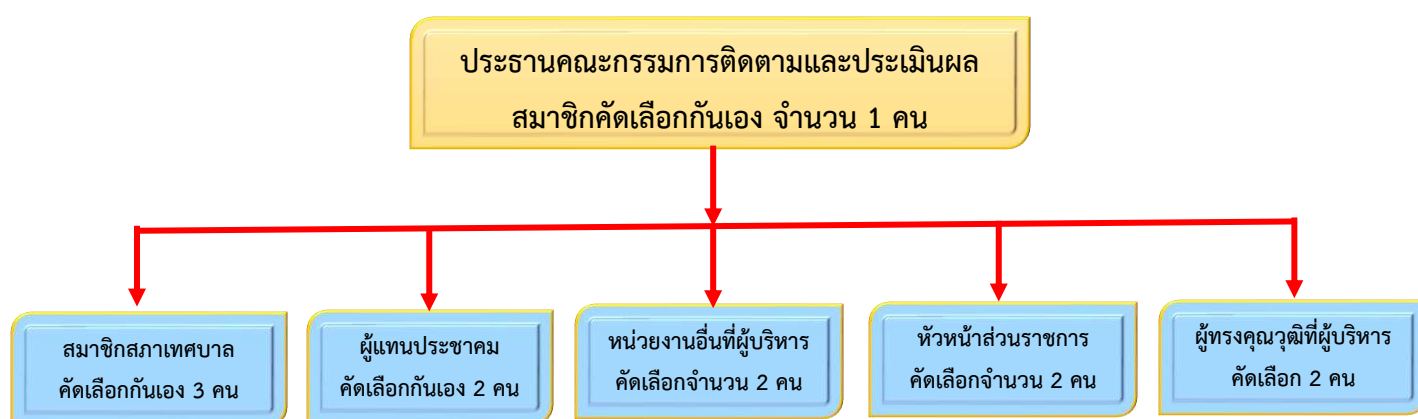 ประธานคณะกรรมการติดตามและประเมินผล
สมาชิกคัดเลือกกันเอง จำนวน 1 คน
สมาชิกสภาเทศบาล
คัดเลือกกันเอง 3 คน
ผู้แทนประชาคม
คัดเลือกกันเอง 2 คน
หน่วยงานอื่นที่ผู้บริหาร
คัดเลือกจำนวน 2 คน
หัวหน้าส่วนราชการ
คัดเลือกจำนวน 2 คน
ผู้ทรงคุณวุฒิที่ผู้บริหาร
คัดเลือก 2 คน